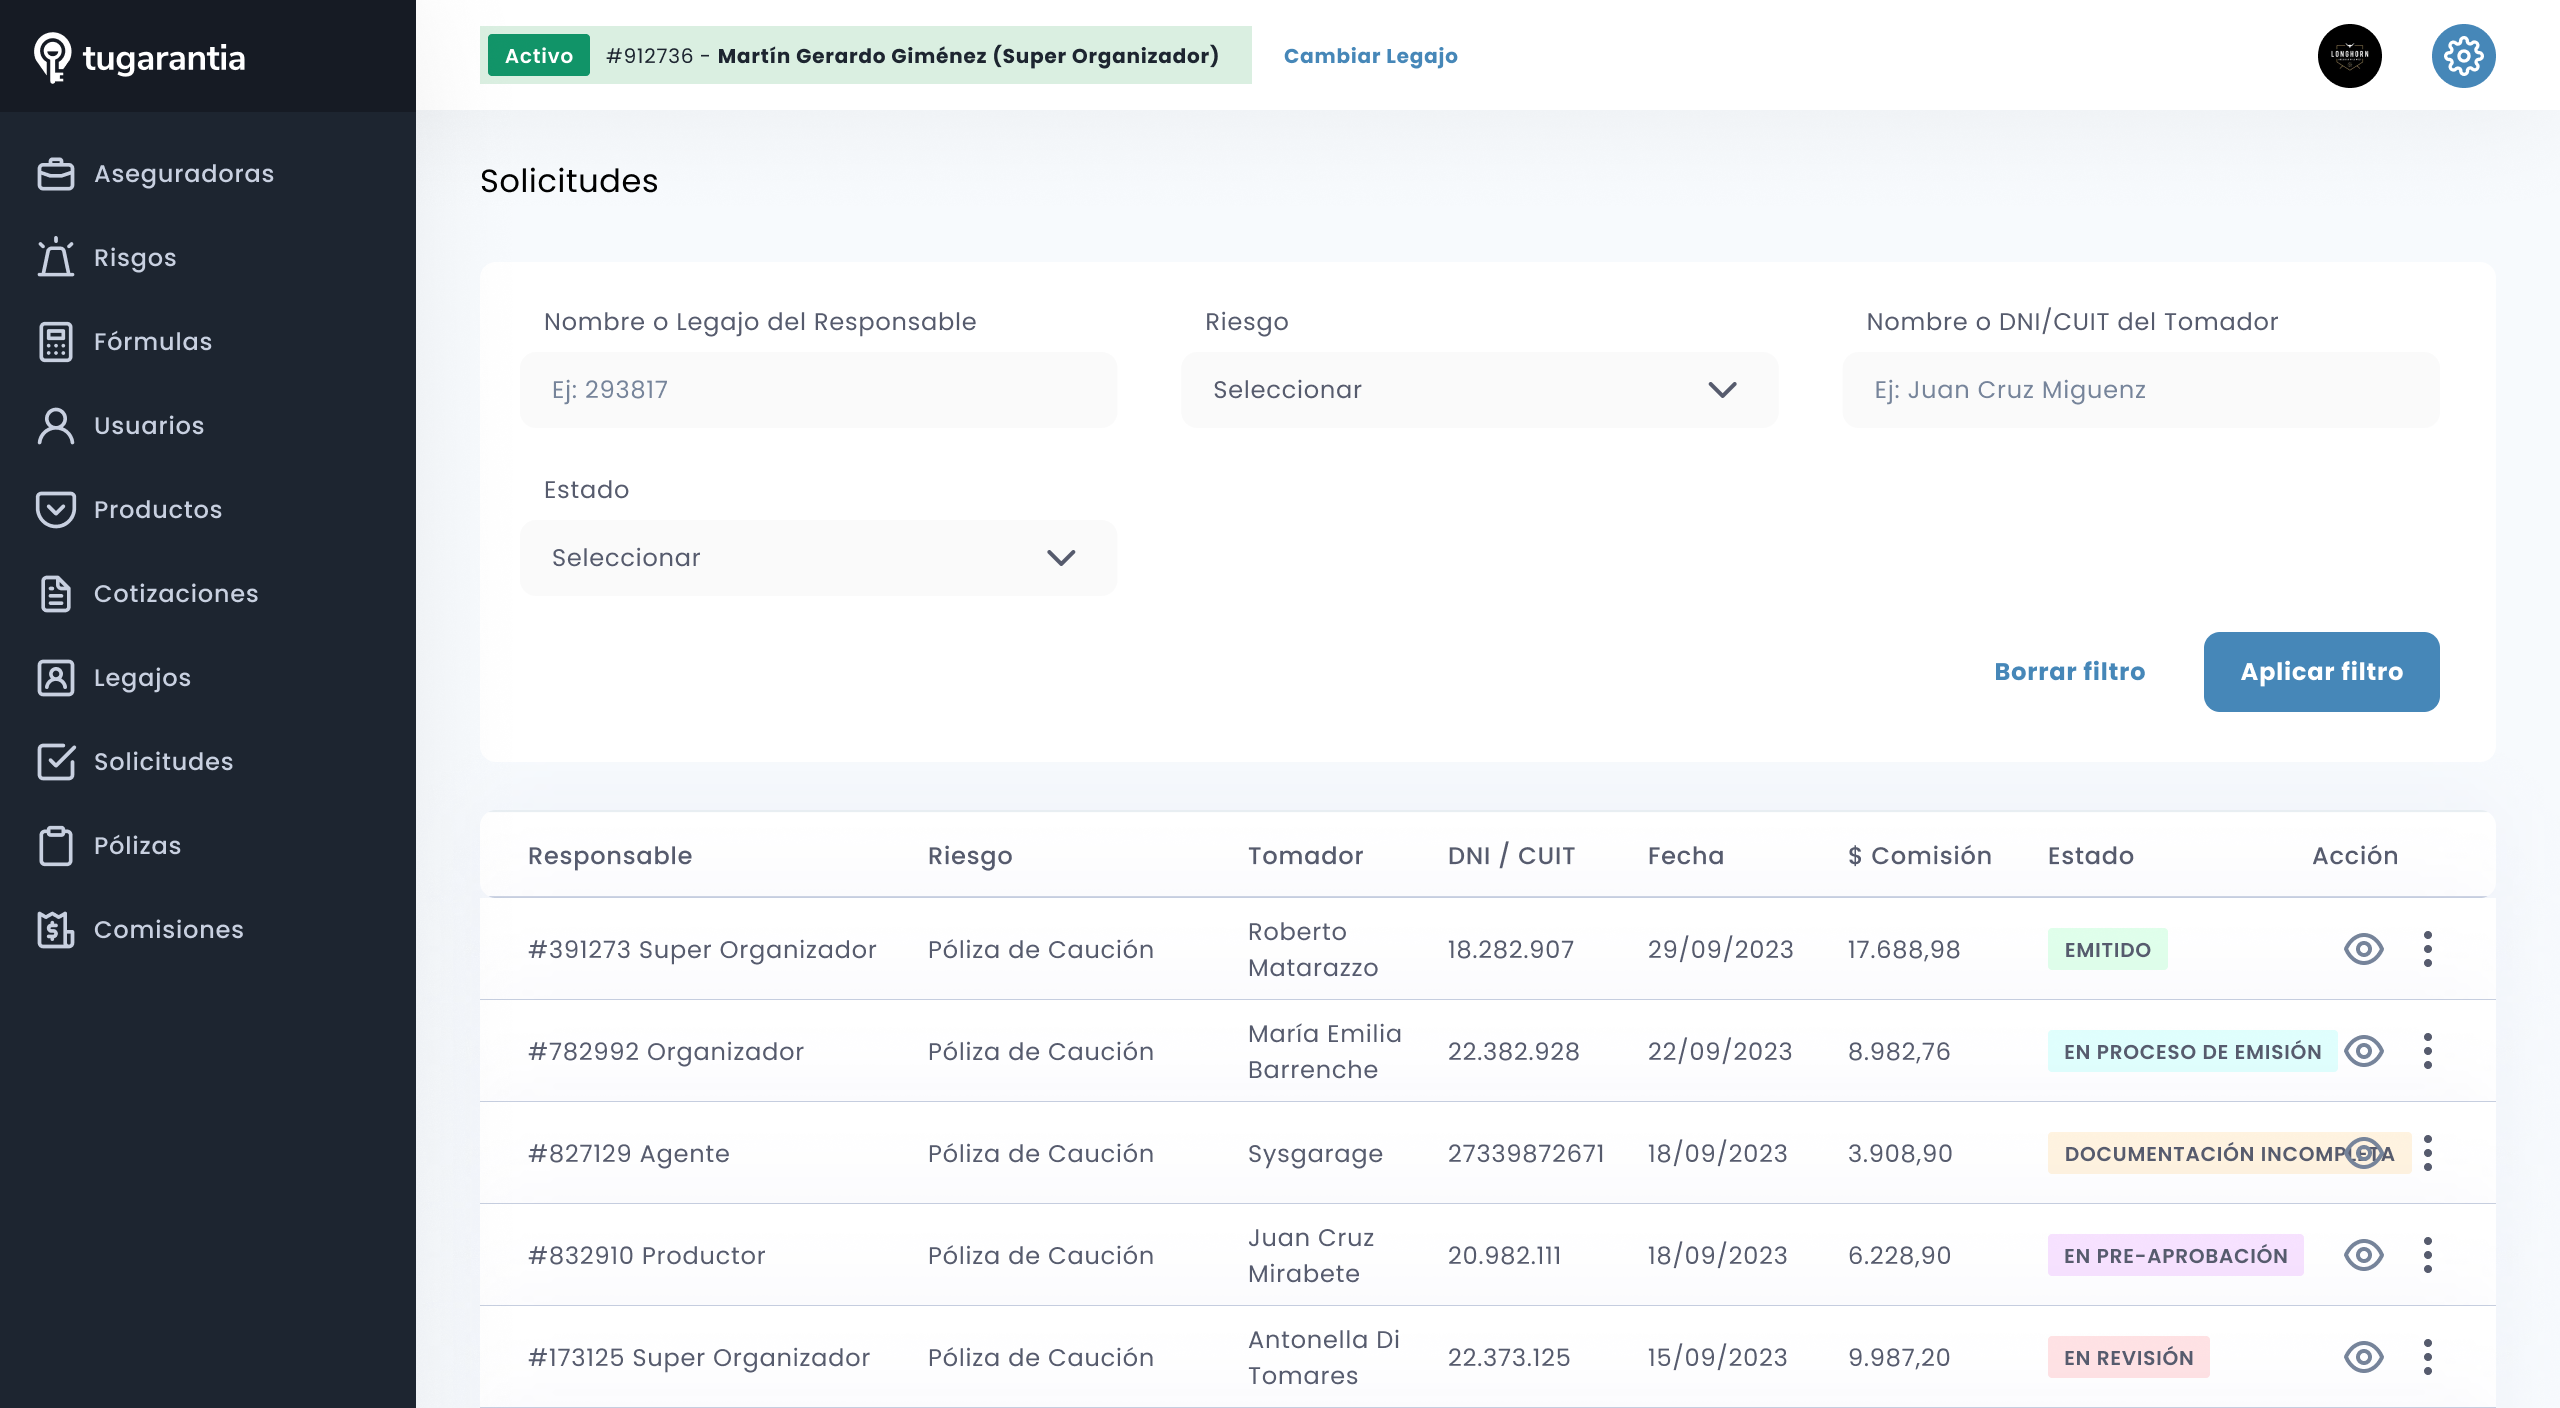 tugarantia
Activo #912736 - Martín Gerardo Giménez (Super Organizador) Cambiar Legajo
LONGHORN
Aseguradoras
Risgos
Fórmulas
Usuarios
Productos
Cotizaciones
Legajos
Solicitudes
Pólizas
Comisiones
Solicitudes
Nombre o Legajo del Responsable
Ej: 293817
Riesgo
Seleccionar
Nombre o DNI/CUIT del Tomador
Ej: Juan Cruz Miguenz
Estado
Seleccionar
Borrar filtro
Aplicar filtro
Responsable Riesgo Tomador DNI / CUIT Fecha $ Comisión Estado Acción
#391273 Super Organizador Póliza de Caución Roberto Matarazzo 18.282.907 29/09/2023 17.688,98 EMITIDO
#782992 Organizador Póliza de Caución María Emilia Barrenche 22.382.928 22/09/2023 8.982,76 EN PROCESO DE EMISIÓN
#827129 Agente Póliza de Caución Sysgarage 27339872671 18/09/2023 3.908,90 DOCUMENTACIÓN INCOMPLETA
#832910 Productor Póliza de Caución Juan Cruz Mirabete 20.982.111 18/09/2023 6.228,90 EN PRE-APROBACIÓN
#173125 Super Organizador Póliza de Caución Antonella Di Tomares 22.373.125 15/09/2023 9.987,20 EN REVISIÓN